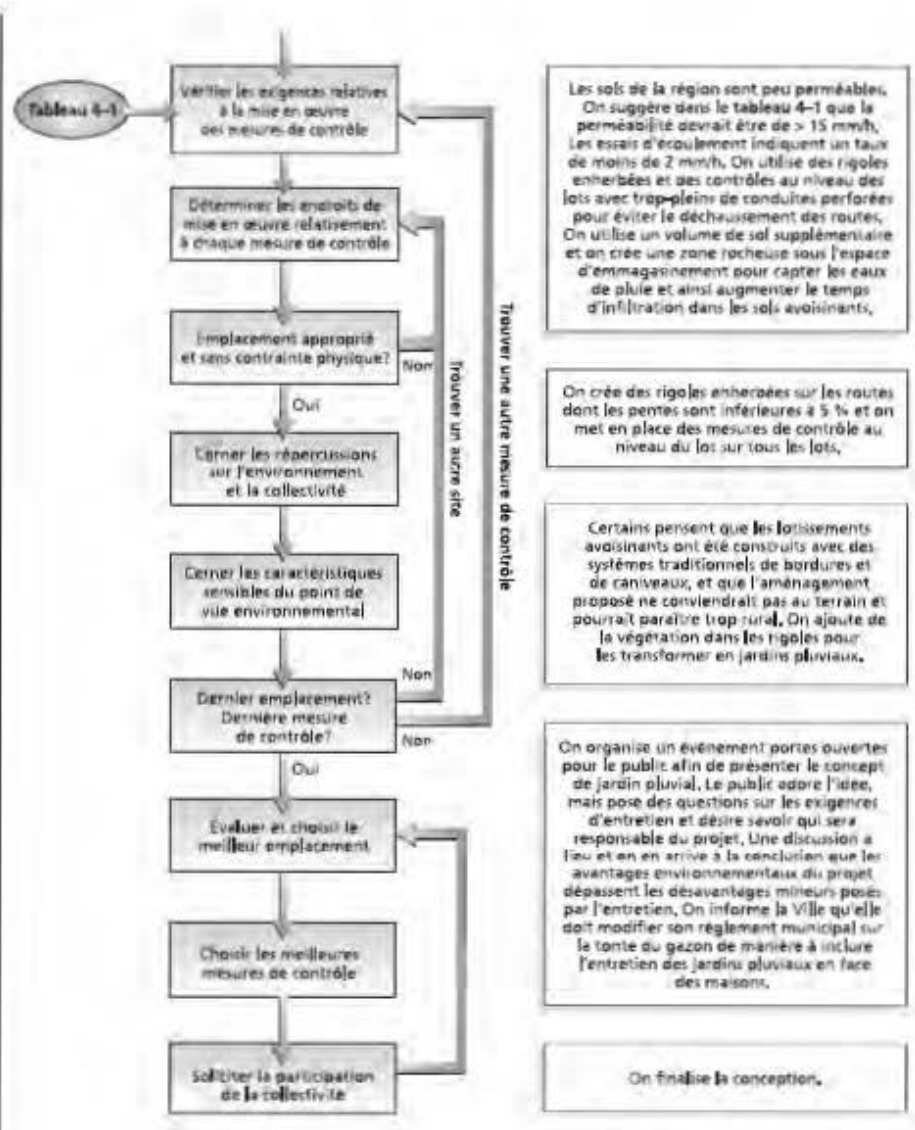 Tableau 4–1
Vérifier les exigences relatives
à la mise en œuvre
des mesures de contrôle
Déterminer les endroits de
mise en œuvre relativement
à chaque mesure de contrôle
Emplacement approprié
et sans contrainte physique?
Non
Oui
Cerner les répercussions
sur l'environnement
et la collectivité
Cerner les caractéristiques
sensibles du point de
vue environnemental
Non
Dernier emplacement?
Dernière mesure
de contrôle?
Non
Oui
Évaluer et choisir le
meilleur emplacement
Choisir les meilleures
mesures de contrôle
Solliciter la participation
de la collectivité
Trouver un autre site
Trouver une autre mesure de contrôle
Les sols de la région sont peu perméables.
On suggère dans le tableau 4–1 que la
perméabilité devrait être de > 15 mm/h.
Les essais d'écoulement indiquent un taux
de moins de 2 mm/h. On utilise des rigoles
enherbées et des contrôles au niveau des
lots avec trop-pleins de conduites perforées
pour éviter le déchaussement des routes.
On utilise un volume de sol supplémentaire
et on crée une zone rocheuse sous l'espace
d'emmagasinement pour capter les eaux
de pluie et ainsi augmenter le temps
d'infiltration dans les sols avoisinants.
On crée des rigoles enherbées sur les routes
dont les pentes sont inférieures à 5 % et on
met en place des mesures de contrôle au
niveau du lot sur tous les lots.
Certains pensent que les lotissements
avoisinants ont été construits avec des
systèmes traditionnels de bordures et
de caniveaux, et que l'aménagement
proposé ne conviendrait pas au terrain et
pourrait paraître trop rural. On ajoute de
la végétation dans les rigoles pour
les transformer en jardins pluviaux.
On organise un événement portes ouvertes
pour le public afin de présenter le concept
de jardin pluvial. Le public adore l'idée,
mais pose des questions sur les exigences
d'entretien et désire savoir qui sera
responsable du projet. Une discussion a
lieu et on en arrive à la conclusion que les
avantages environnementaux du projet
dépassent les désavantages mineurs posés
par l'entretien. On informe la Ville qu'elle
doit modifier son règlement municipal sur
la tonte du gazon de manière à inclure
l'entretien des jardins pluviaux en face
des maisons.
On finalise la conception.